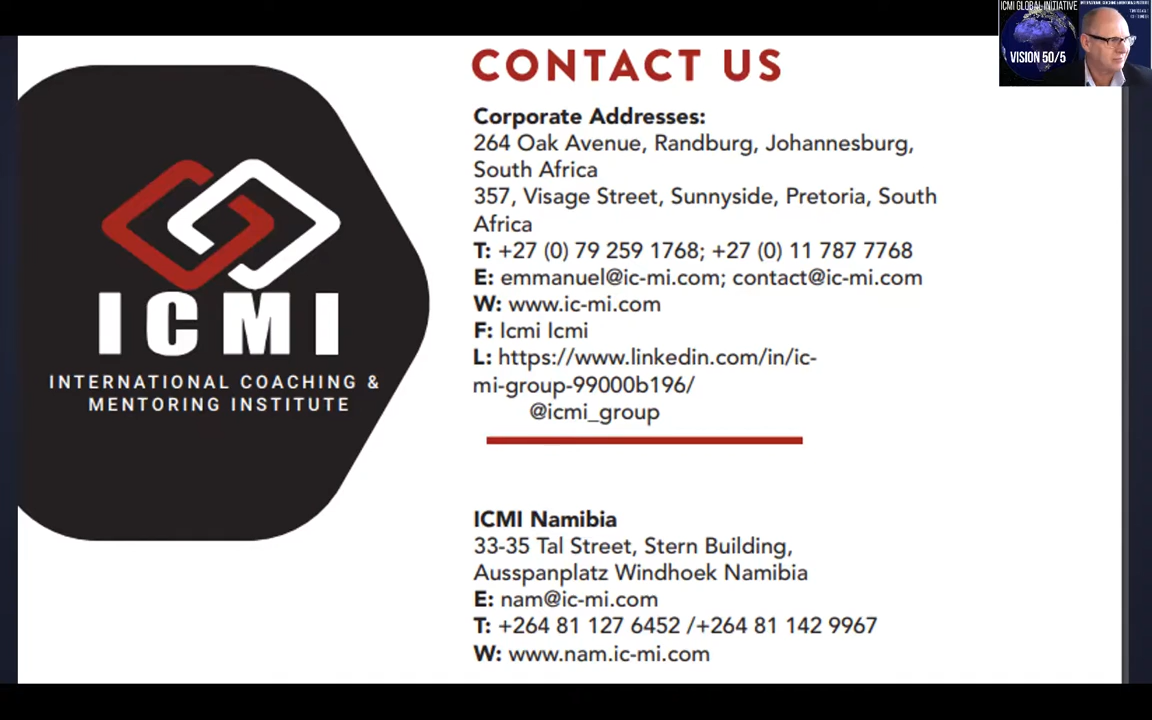 ICMI GLOBAL INITIATIVE
VISION 50/5
CONTACT US
Corporate Addresses:
264 Oak Avenue, Randburg, Johannesburg,
South Africa
357, Visage Street, Sunnyside, Pretoria, South
Africa
T: +27 (0) 79 259 1768; +27 (0) 11 787 7768
E: emmanuel@ic-mi.com; contact@ic-mi.com
W: www.ic-mi.com
F: Icmi Icmi
L: https://www.linkedin.com/in/ic-
mi-group-99000b196/
@icmi_group
ICMI
INTERNATIONAL COACHING &
MENTORING INSTITUTE
ICMI Namibia
33-35 Tal Street, Stern Building,
Ausspanplatz Windhoek Namibia
E: nam@ic-mi.com
T: +264 81 127 6452 /+264 81 142 9967
W: www.nam.ic-mi.com